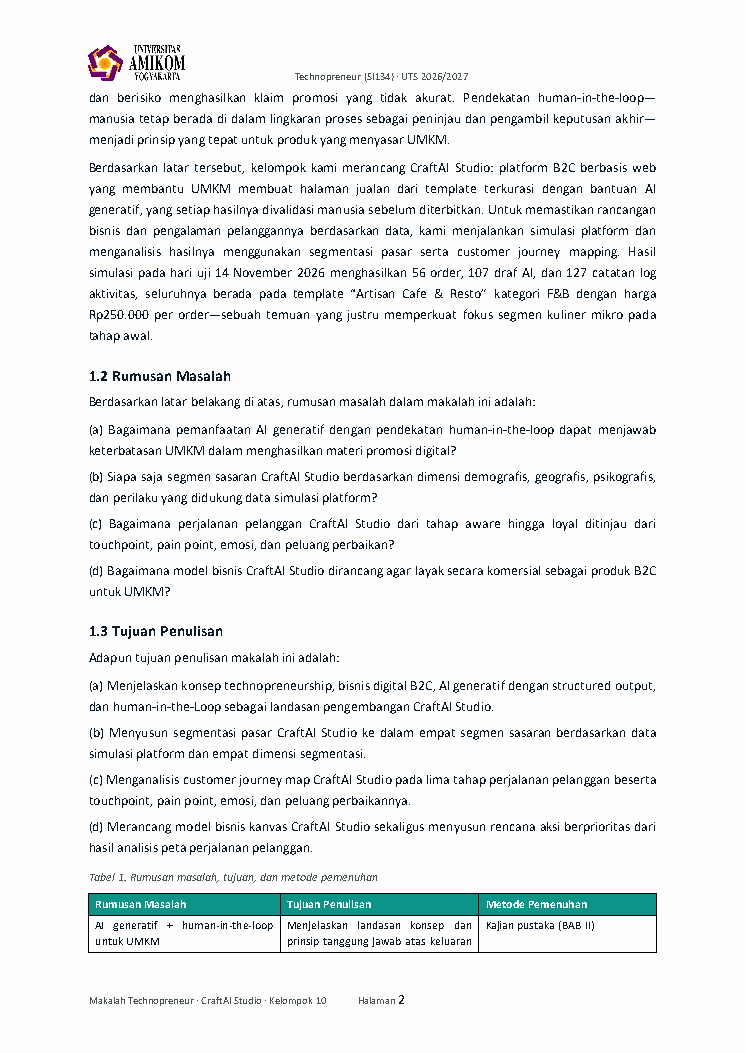 UNIVERSITAS
AMIKOM
YOGYAKARTA
Technopreneur (SI134) · UTS 2026/2027
dan berisiko menghasilkan klaim promosi yang tidak akurat. Pendekatan human-in-the-loop—
manusia tetap berada di dalam lingkaran proses sebagai peninjau dan pengambil keputusan akhir—
menjadi prinsip yang tepat untuk produk yang menyasar UMKM.
Berdasarkan latar tersebut, kelompok kami merancang CraftAI Studio: platform B2C berbasis web
yang membantu UMKM membuat halaman jualan dari template terkurasi dengan bantuan AI
generatif, yang setiap hasilnya divalidasi manusia sebelum diterbitkan. Untuk memastikan rancangan
bisnis dan pengalaman pelanggannya berdasarkan data, kami menjalankan simulasi platform dan
menganalisis hasilnya menggunakan segmentasi pasar serta customer journey mapping. Hasil
simulasi pada hari uji 14 November 2026 menghasilkan 56 order, 107 draf AI, dan 127 catatan log
aktivitas, seluruhnya berada pada template “Artisan Cafe & Resto” kategori F&B dengan harga
Rp250.000 per order—sebuah temuan yang justru memperkuat fokus segmen kuliner mikro pada
tahap awal.
1.2 Rumusan Masalah
Berdasarkan latar belakang di atas, rumusan masalah dalam makalah ini adalah:
(a) Bagaimana pemanfaatan AI generatif dengan pendekatan human-in-the-loop dapat menjawab
keterbatasan UMKM dalam menghasilkan materi promosi digital?
(b) Siapa saja segmen sasaran CraftAI Studio berdasarkan dimensi demografis, geografis, psikografis,
dan perilaku yang didukung data simulasi platform?
(c) Bagaimana perjalanan pelanggan CraftAI Studio dari tahap aware hingga loyal ditinjau dari
touchpoint, pain point, emosi, dan peluang perbaikan?
(d) Bagaimana model bisnis CraftAI Studio dirancang agar layak secara komersial sebagai produk B2C
untuk UMKM?
1.3 Tujuan Penulisan
Adapun tujuan penulisan makalah ini adalah:
(a) Menjelaskan konsep technopreneurship, bisnis digital B2C, AI generatif dengan structured output,
dan human-in-the-Loop sebagai landasan pengembangan CraftAI Studio.
(b) Menyusun segmentasi pasar CraftAI Studio ke dalam empat segmen sasaran berdasarkan data
simulasi platform dan empat dimensi segmentasi.
(c) Menganalisis customer journey map CraftAI Studio pada lima tahap perjalanan pelanggan beserta
touchpoint, pain point, emosi, dan peluang perbaikannya.
(d) Merancang model bisnis kanvas CraftAI Studio sekaligus menyusun rencana aksi berprioritas dari
hasil analisis peta perjalanan pelanggan.
Tabel 1. Rumusan masalah, tujuan, dan metode pemenuhan
Rumusan Masalah Tujuan Penulisan Metode Pemenuhan
AI generatif + human-in-the-loop Menjelaskan landasan konsep dan Kajian pustaka (BAB II)
untuk UMKM prinsip tanggung jawab atas keluaran
Makalah Technopreneur · CraftAI Studio · Kelompok 10 Halaman 2